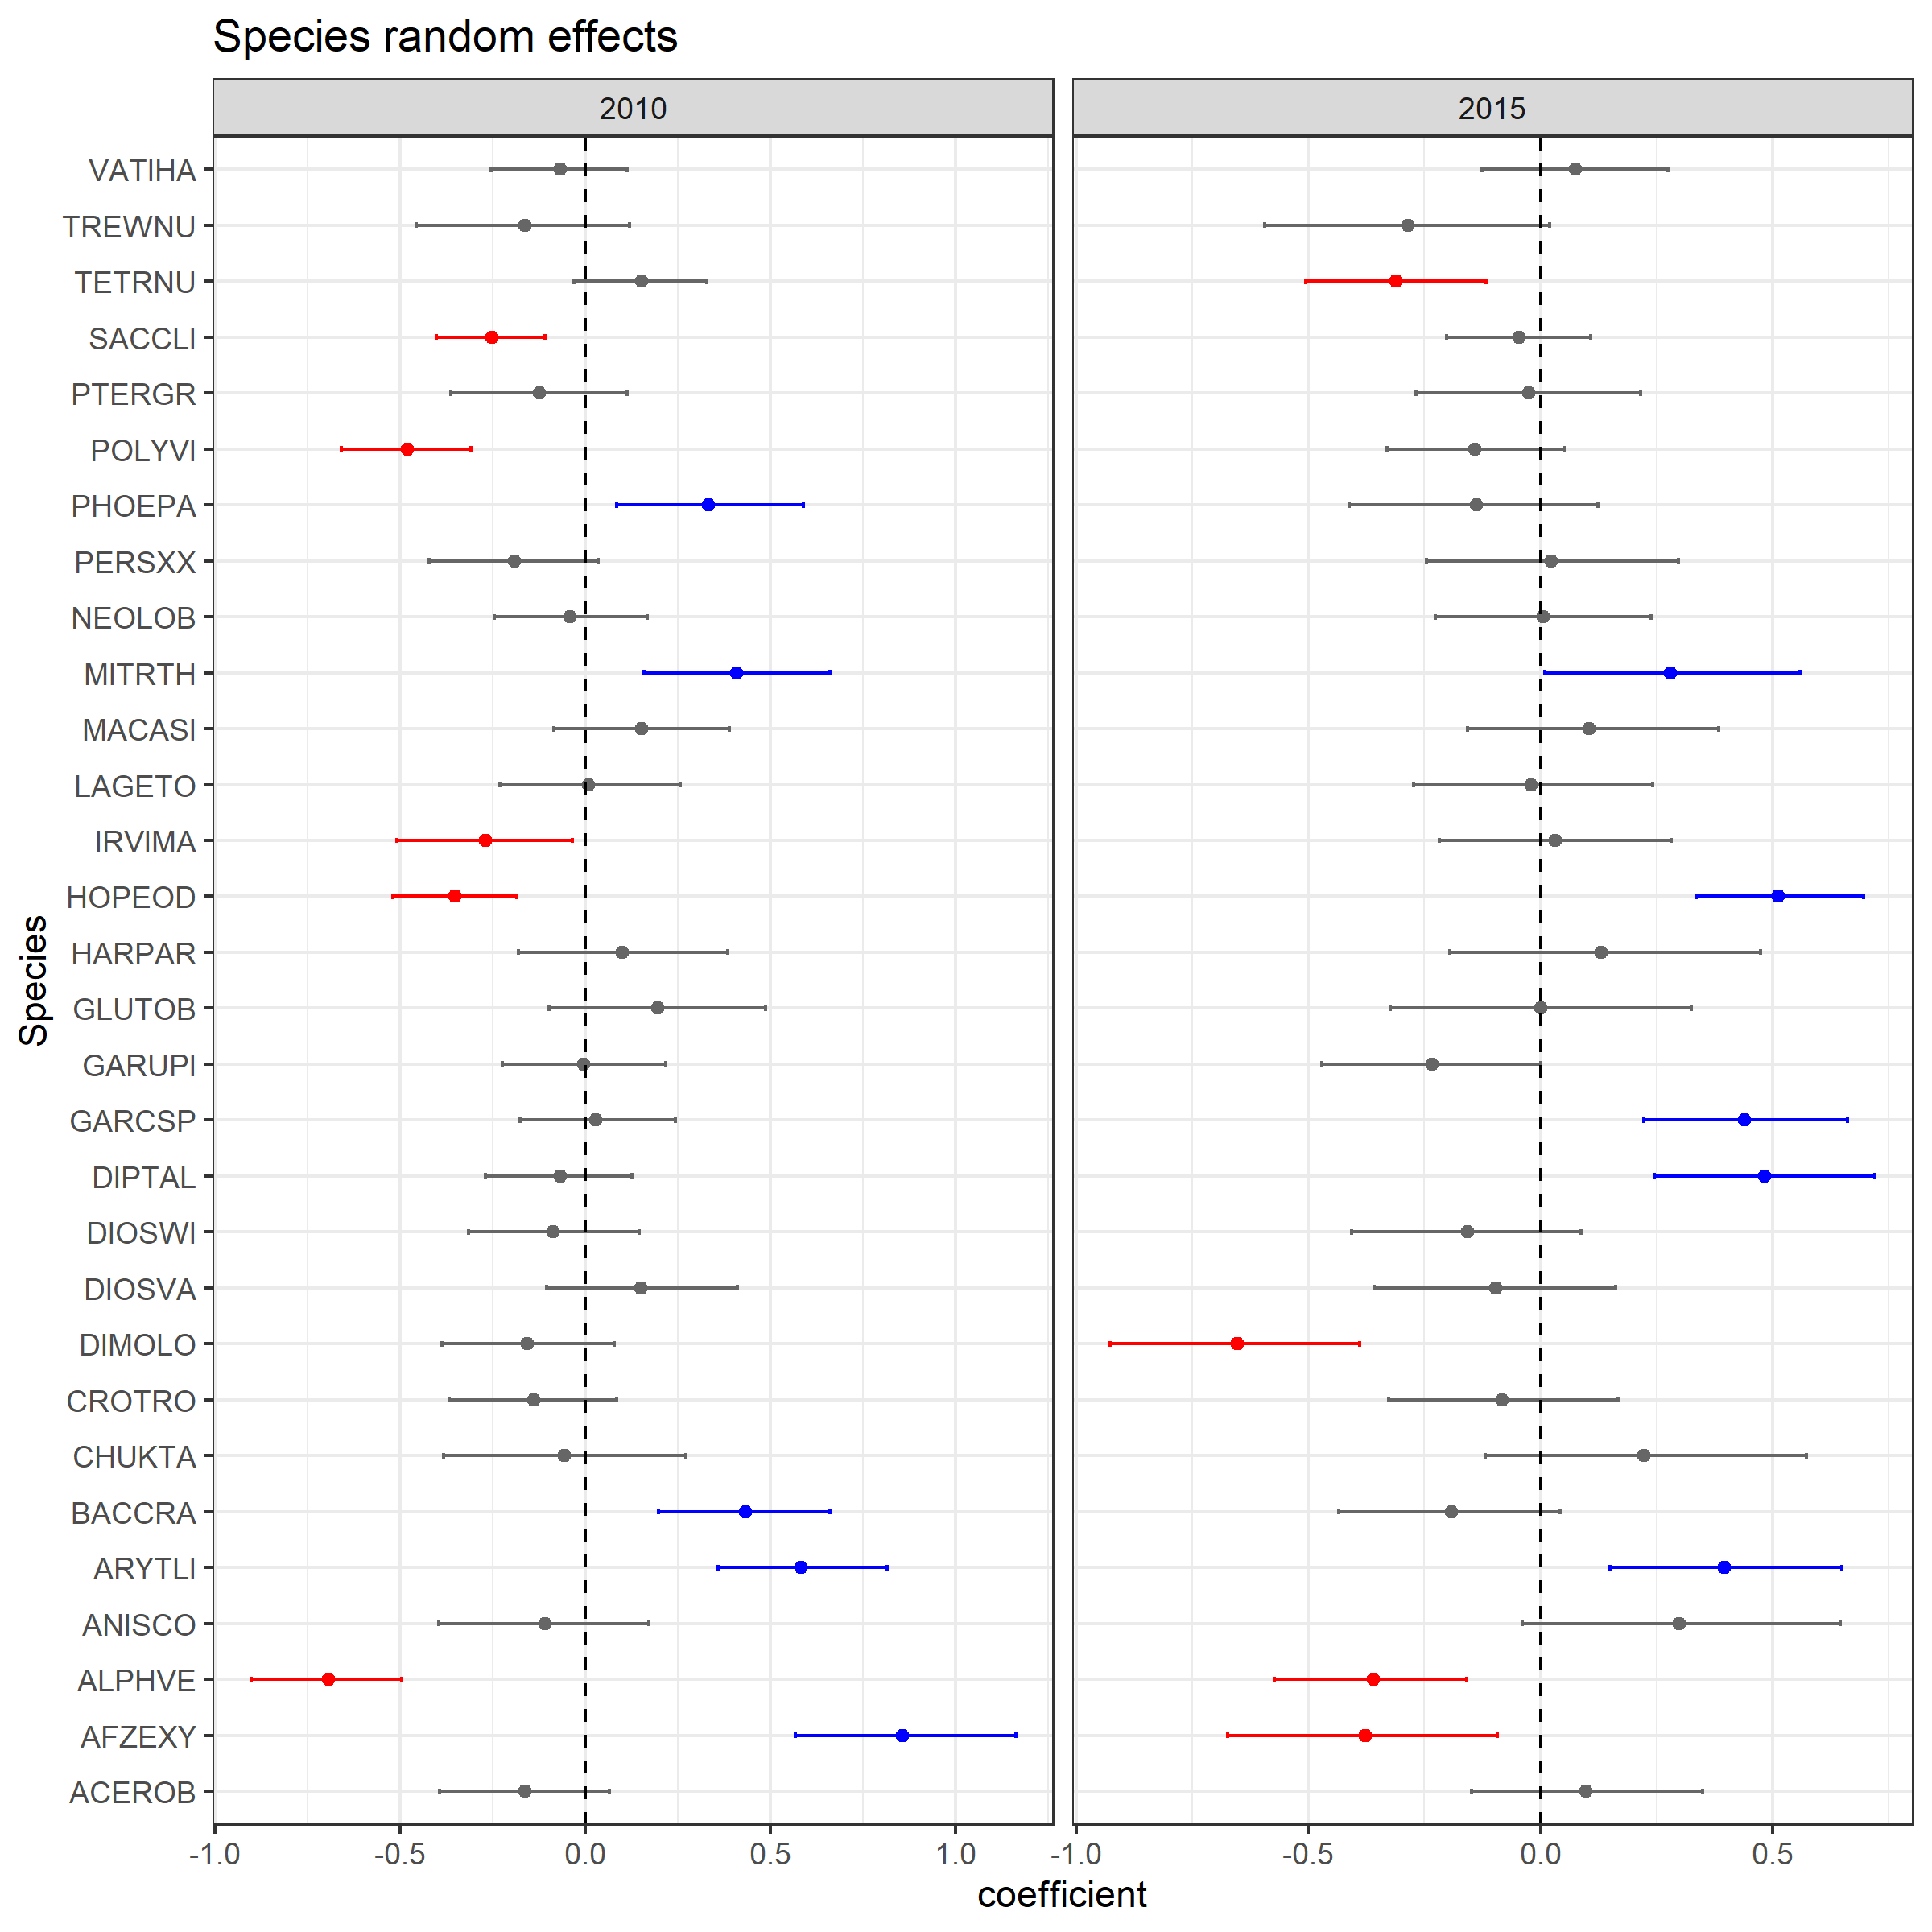 Species random effects
2010 2015
VATIHA
TREWNU
TETRNU
SACCLI
PTERGR
POLYVI
PHOEPA
PERSXX
NEOLOB
MITRTH
MACASI
LAGETO
IRVIMA
HOPEOD
HARPAR
GLUTOB
GARUPI
GARCSP
DIPTAL
DIOSWI
DIOSVA
DIMOLO
CROTRO
CHUKTA
BACCRA
ARYTLI
ANISCO
ALPHVE
AFZEXY
ACEROB
Species
-1.0 -0.5 0.0 0.5 1.0 -1.0 -0.5 0.0 0.5
coefficient